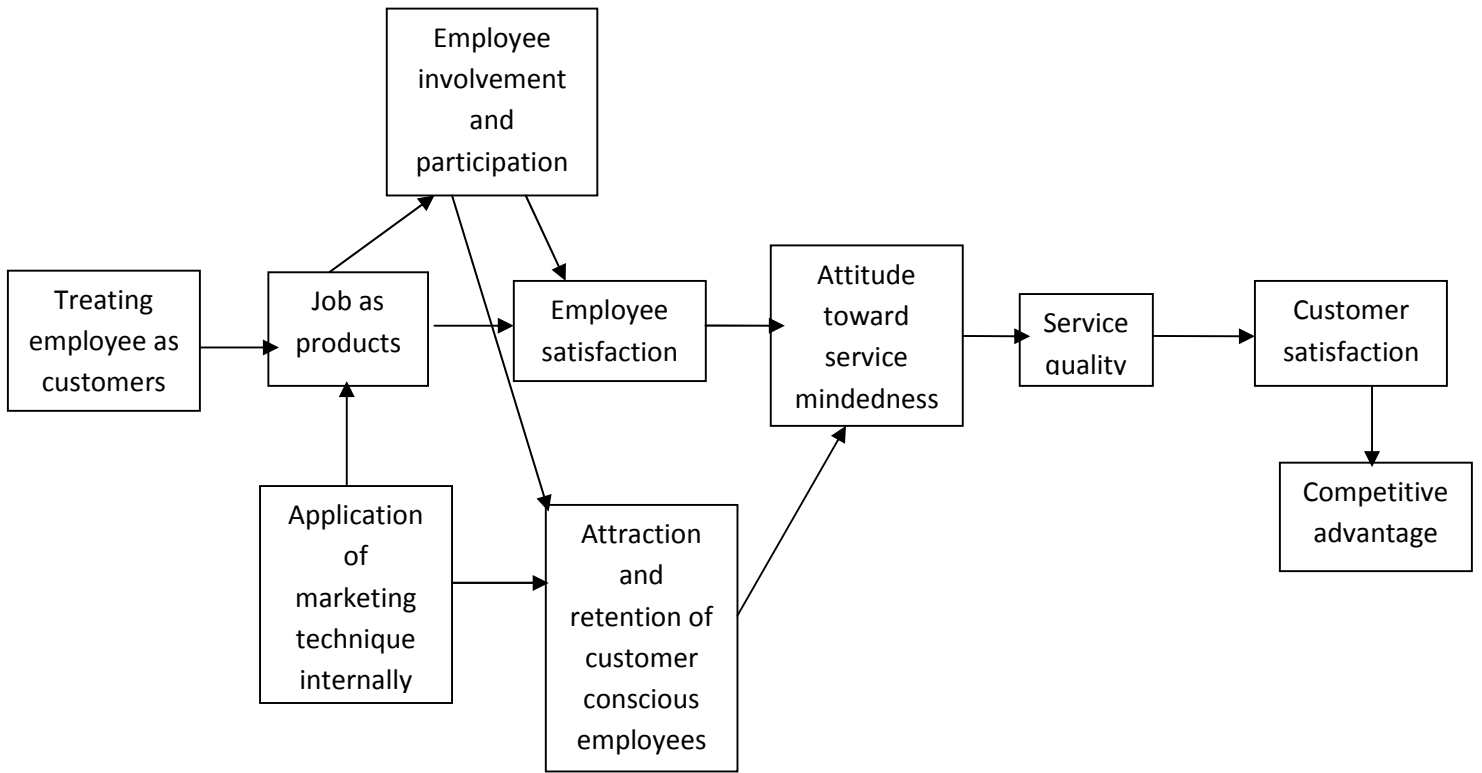 Employee
involvement
and
participation
Treating
employee as
customers
Job as
products
Employee
satisfaction
Attitude
toward
service
mindedness
Service
quality
Customer
satisfaction
Competitive
advantage
Application
of
marketing
technique
internally
Attraction
and
retention of
customer
conscious
employees